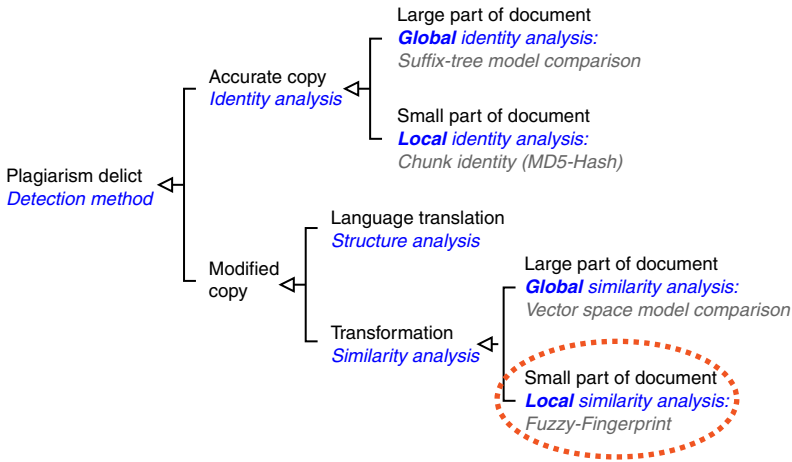 Large part of document
Global identity analysis:
Suffix-tree model comparison
Accurate copy
Identity analysis
Small part of document
Local identity analysis:
Chunk identity (MD5-Hash)
Plagiarism delict
Detection method
Language translation
Structure analysis
Modified
copy
Large part of document
Global similarity analysis:
Vector space model comparison
Transformation
Similarity analysis
Small part of document
Local similarity analysis:
Fuzzy-Fingerprint